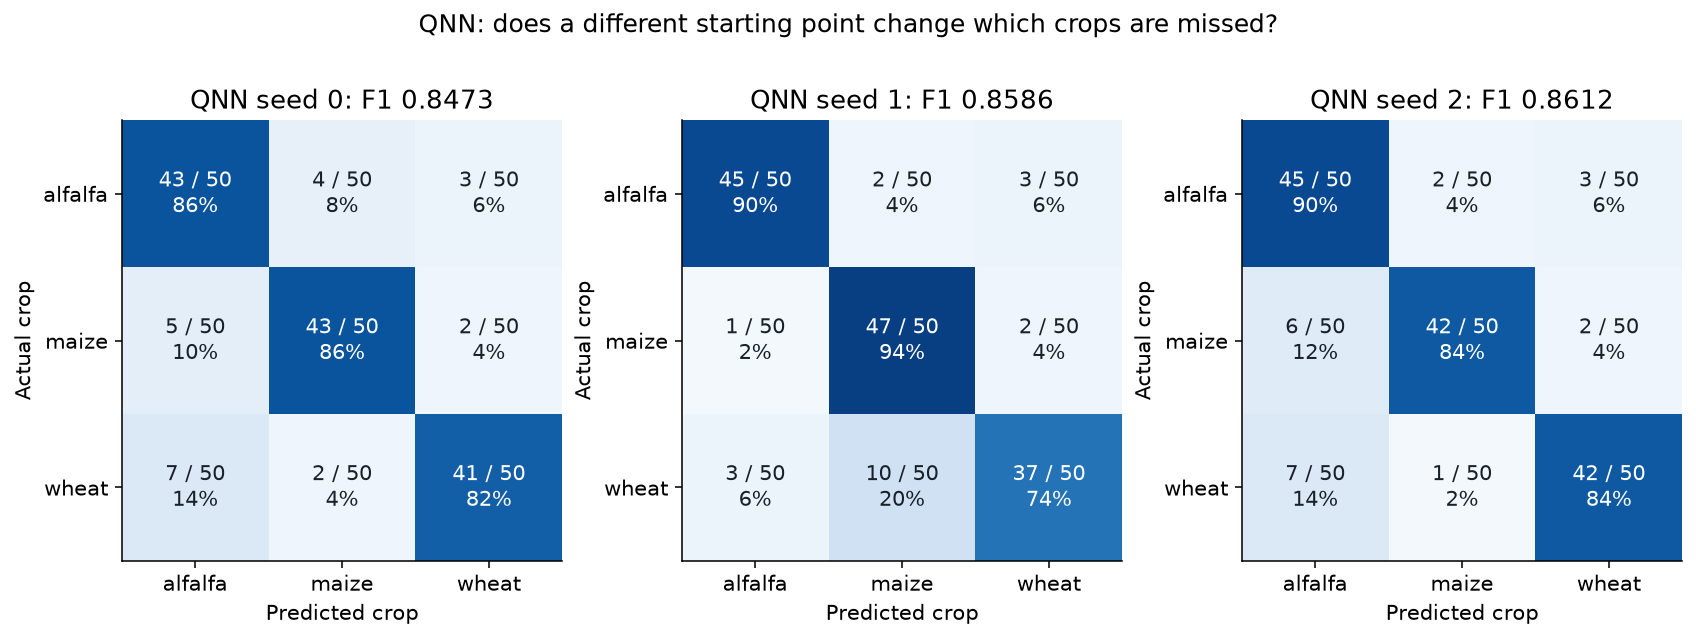 QNN: does a different starting point change which crops are missed?
QNN seed 0: F1 0.8473
Actual crop
alfalfa
43 / 50
86%
4 / 50
8%
3 / 50
6%
maize
5 / 50
10%
43 / 50
86%
2 / 50
4%
wheat
7 / 50
14%
2 / 50
4%
41 / 50
82%
alfalfa maize wheat
Predicted crop
QNN seed 1: F1 0.8586
Actual crop
alfalfa
45 / 50
90%
2 / 50
4%
3 / 50
6%
maize
1 / 50
2%
47 / 50
94%
2 / 50
4%
wheat
3 / 50
6%
10 / 50
20%
37 / 50
74%
alfalfa maize wheat
Predicted crop
QNN seed 2: F1 0.8612
Actual crop
alfalfa
45 / 50
90%
2 / 50
4%
3 / 50
6%
maize
6 / 50
12%
42 / 50
84%
2 / 50
4%
wheat
7 / 50
14%
1 / 50
2%
42 / 50
84%
alfalfa maize wheat
Predicted crop